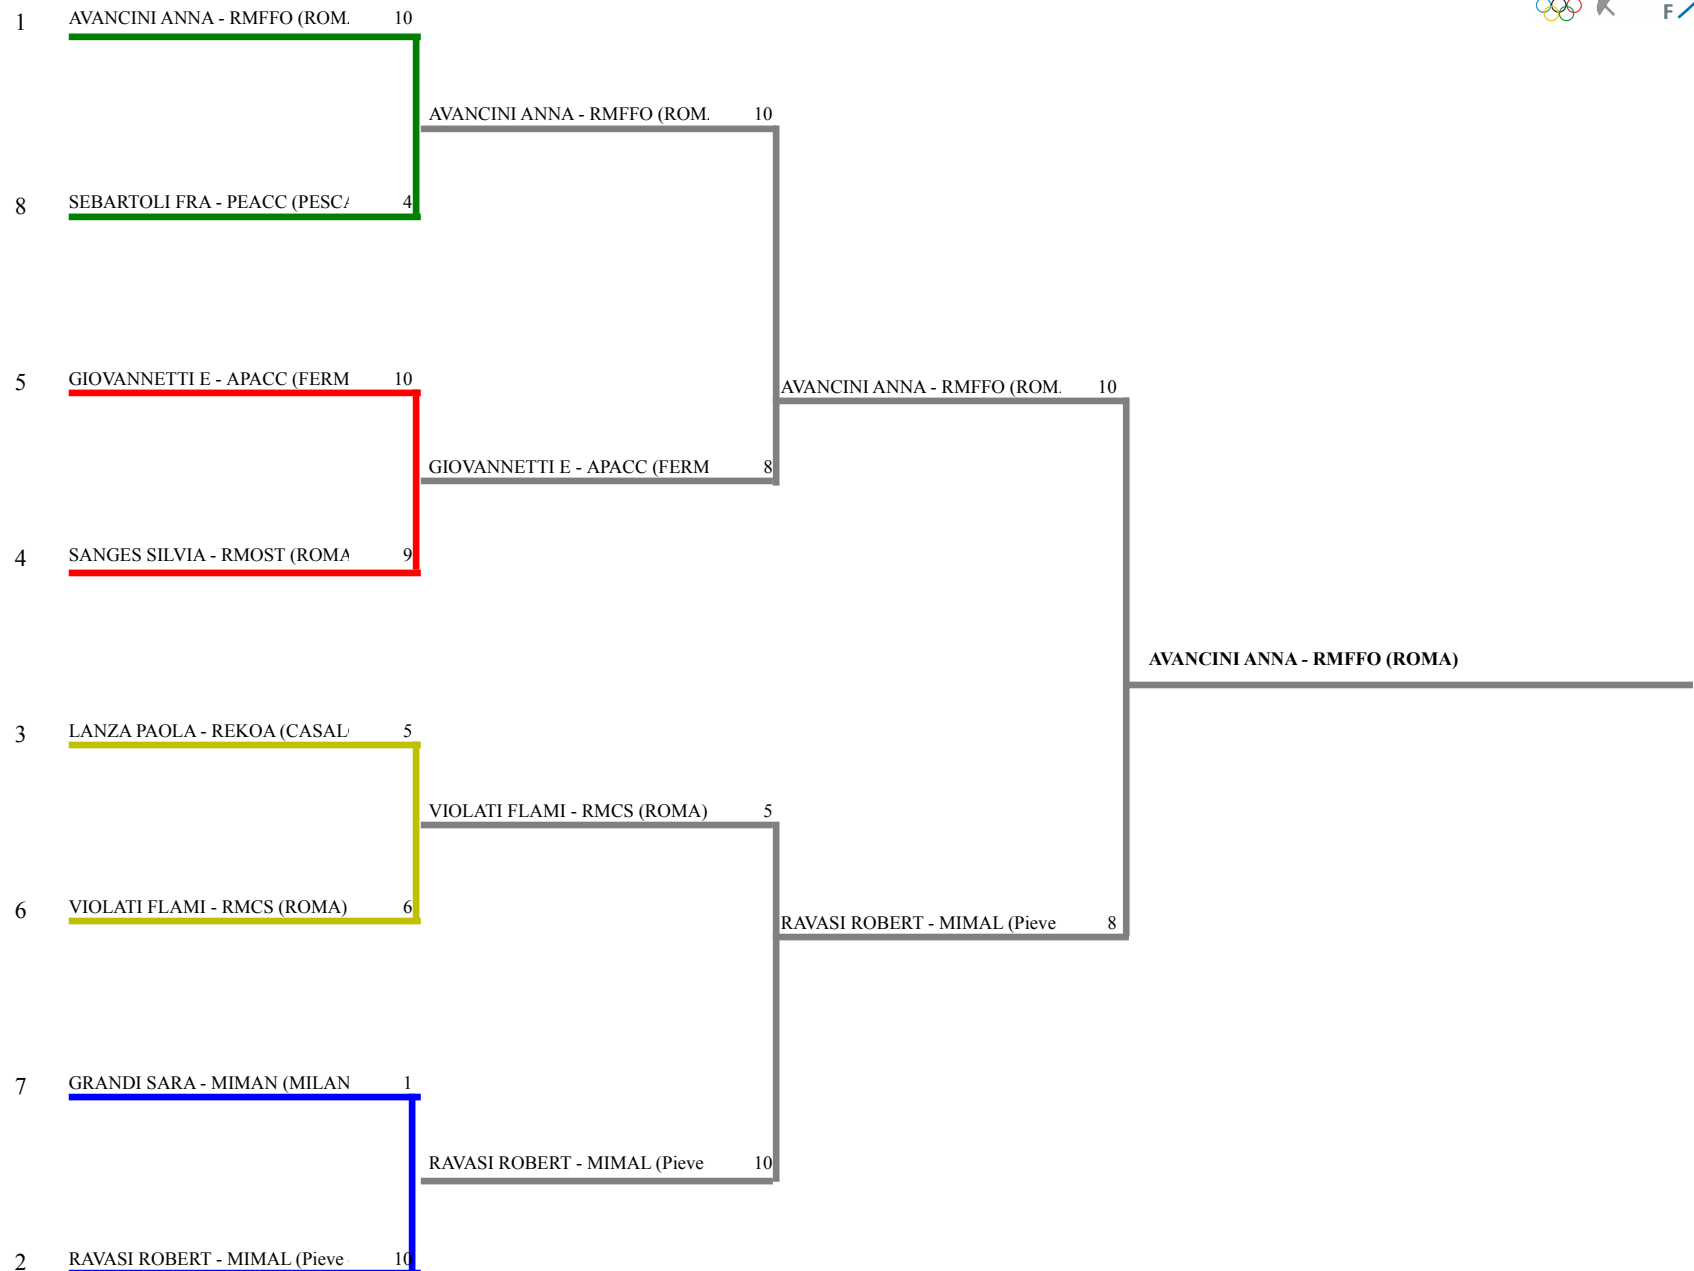 1 AVANCINI ANNA - RMFFO (ROM. 10
F
AVANCINI ANNA - RMFFO (ROM. 10
8 SEBARTOLI FRA - PEACC (PESCA 4
5 GIOVANNETTI E - APACC (FERM 10
AVANCINI ANNA - RMFFO (ROM. 10
GIOVANNETTI E - APACC (FERM 8
4 SANGES SILVIA - RMOST (ROMA 9
AVANCINI ANNA - RMFFO (ROMA)
3 LANZA PAOLA - REKOA (CASAL 5
VIOLATI FLAMI - RMCS (ROMA) 5
6 VIOLATI FLAMI - RMCS (ROMA) 6
RAVASI ROBERT - MIMAL (Pieve 8
7 GRANDI SARA - MIMAN (MILAN 1
RAVASI ROBERT - MIMAL (Pieve 10
2 RAVASI ROBERT - MIMAL (Pieve 10